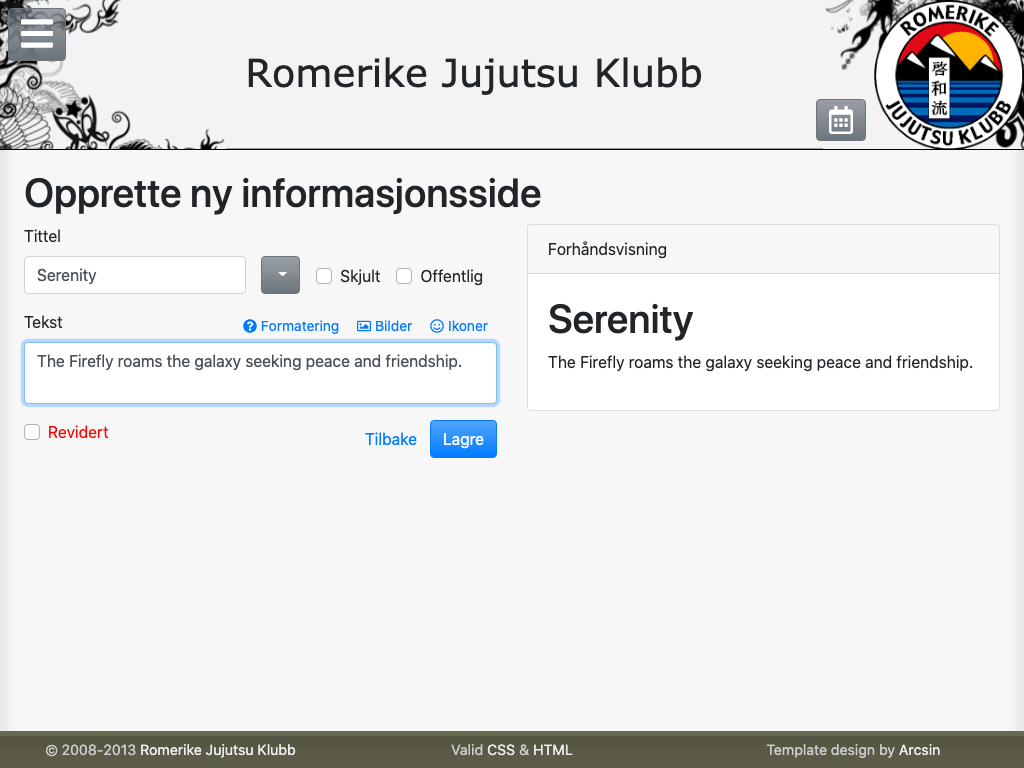 Romerike Jujutsu Klubb
ROMERIKE
啓和流
JUJUTSU KLUBB
Opprette ny informasjonsside
Tittel
Serenity
Skjult
Offentlig
Tekst
Formatering
Bilder
Ikoner
The Firefly roams the galaxy seeking peace and friendship.
Revidert
Tilbake
Lagre
Forhåndsvisning
Serenity
The Firefly roams the galaxy seeking peace and friendship.
© 2008-2013 Romerike Jujutsu Klubb
Valid CSS & HTML
Template design by Arcsin